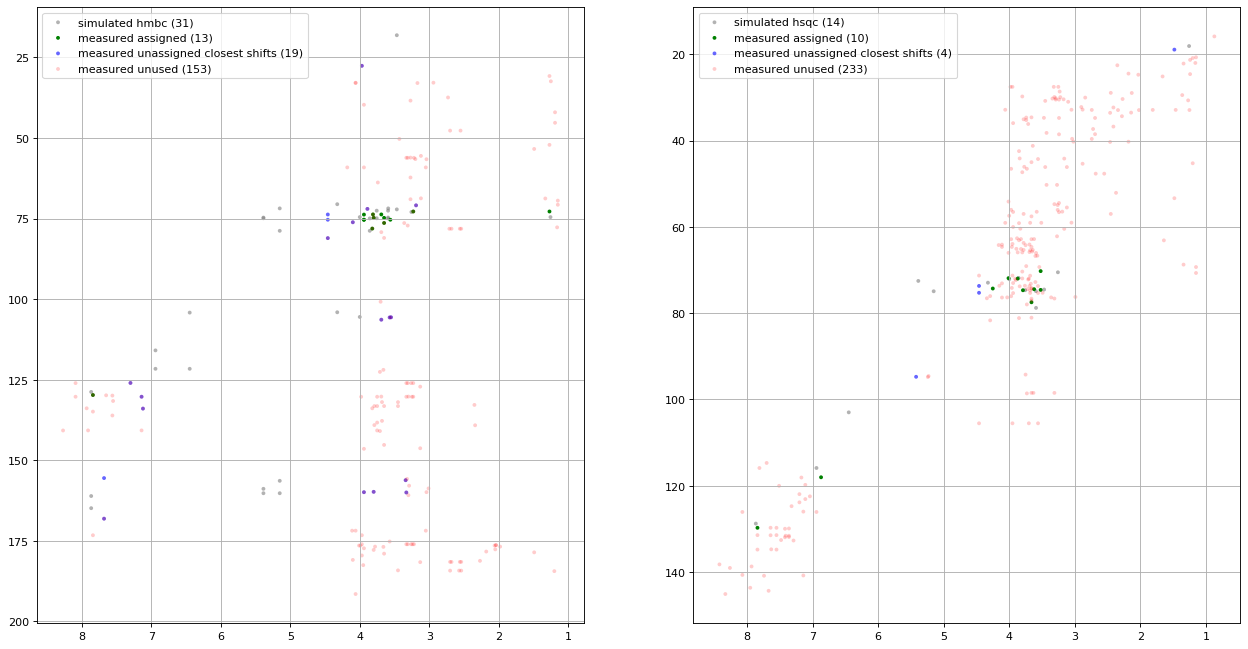 simulated hmbc (31)
measured assigned (13)
measured unassigned closest shifts (19)
measured unused (153)
25
50
75
100
125
150
175
200
8 7 6 5 4 3 2 1
simulated hsqc (14)
measured assigned (10)
measured unassigned closest shifts (4)
measured unused (233)
20
40
60
80
100
120
140
8 7 6 5 4 3 2 1